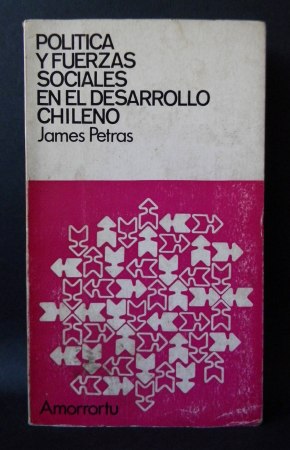 POLITICA
Y FUERZAS
SOCIALES
EN EL DESARROLLO
CHILENO
James Petras
Amorrortu